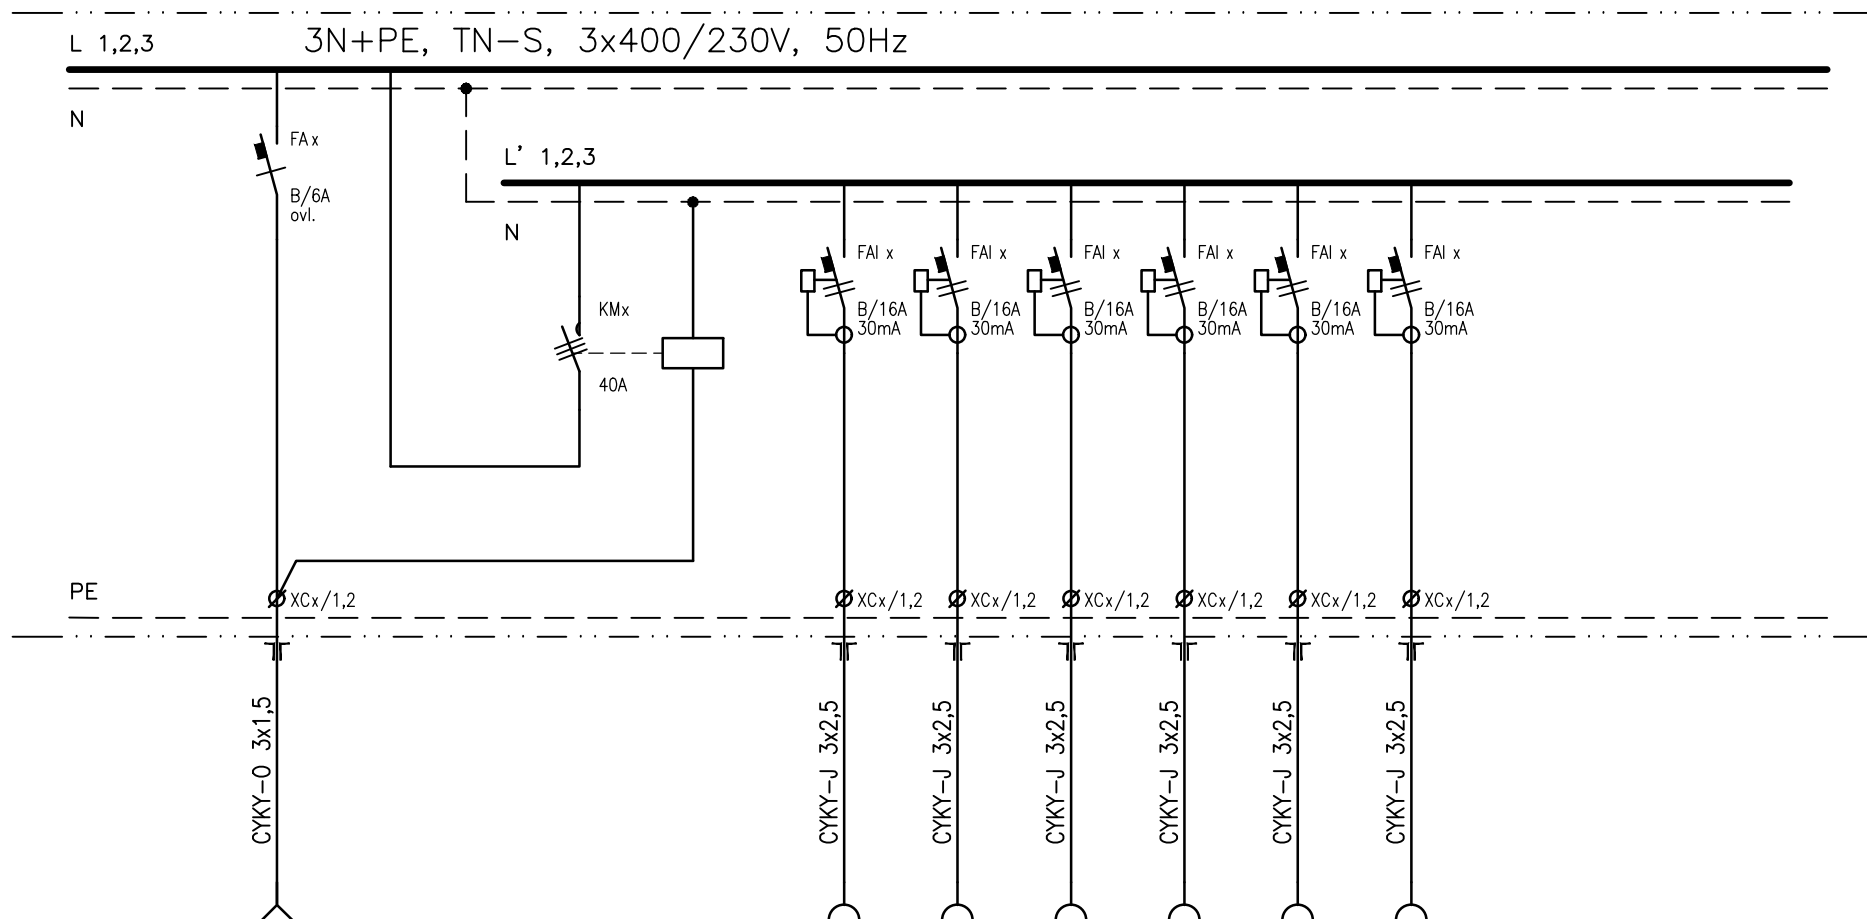 L 1,2,3
3N+PE, TN-S, 3x400/230V, 50Hz
N
FAx
B/6A
ovl.
L' 1,2,3
N
KMx
40A
FAI x
B/16A
30mA
FAI x
B/16A
30mA
FAI x
B/16A
30mA
FAI x
B/16A
30mA
FAI x
B/16A
30mA
FAI x
B/16A
30mA
PE
XCx/1,2
XCx/1,2
XCx/1,2
XCx/1,2
XCx/1,2
XCx/1,2
XCx/1,2
CYKY-O 3x1,5
CYKY-J 3x2,5
CYKY-J 3x2,5
CYKY-J 3x2,5
CYKY-J 3x2,5
CYKY-J 3x2,5
CYKY-J 3x2,5